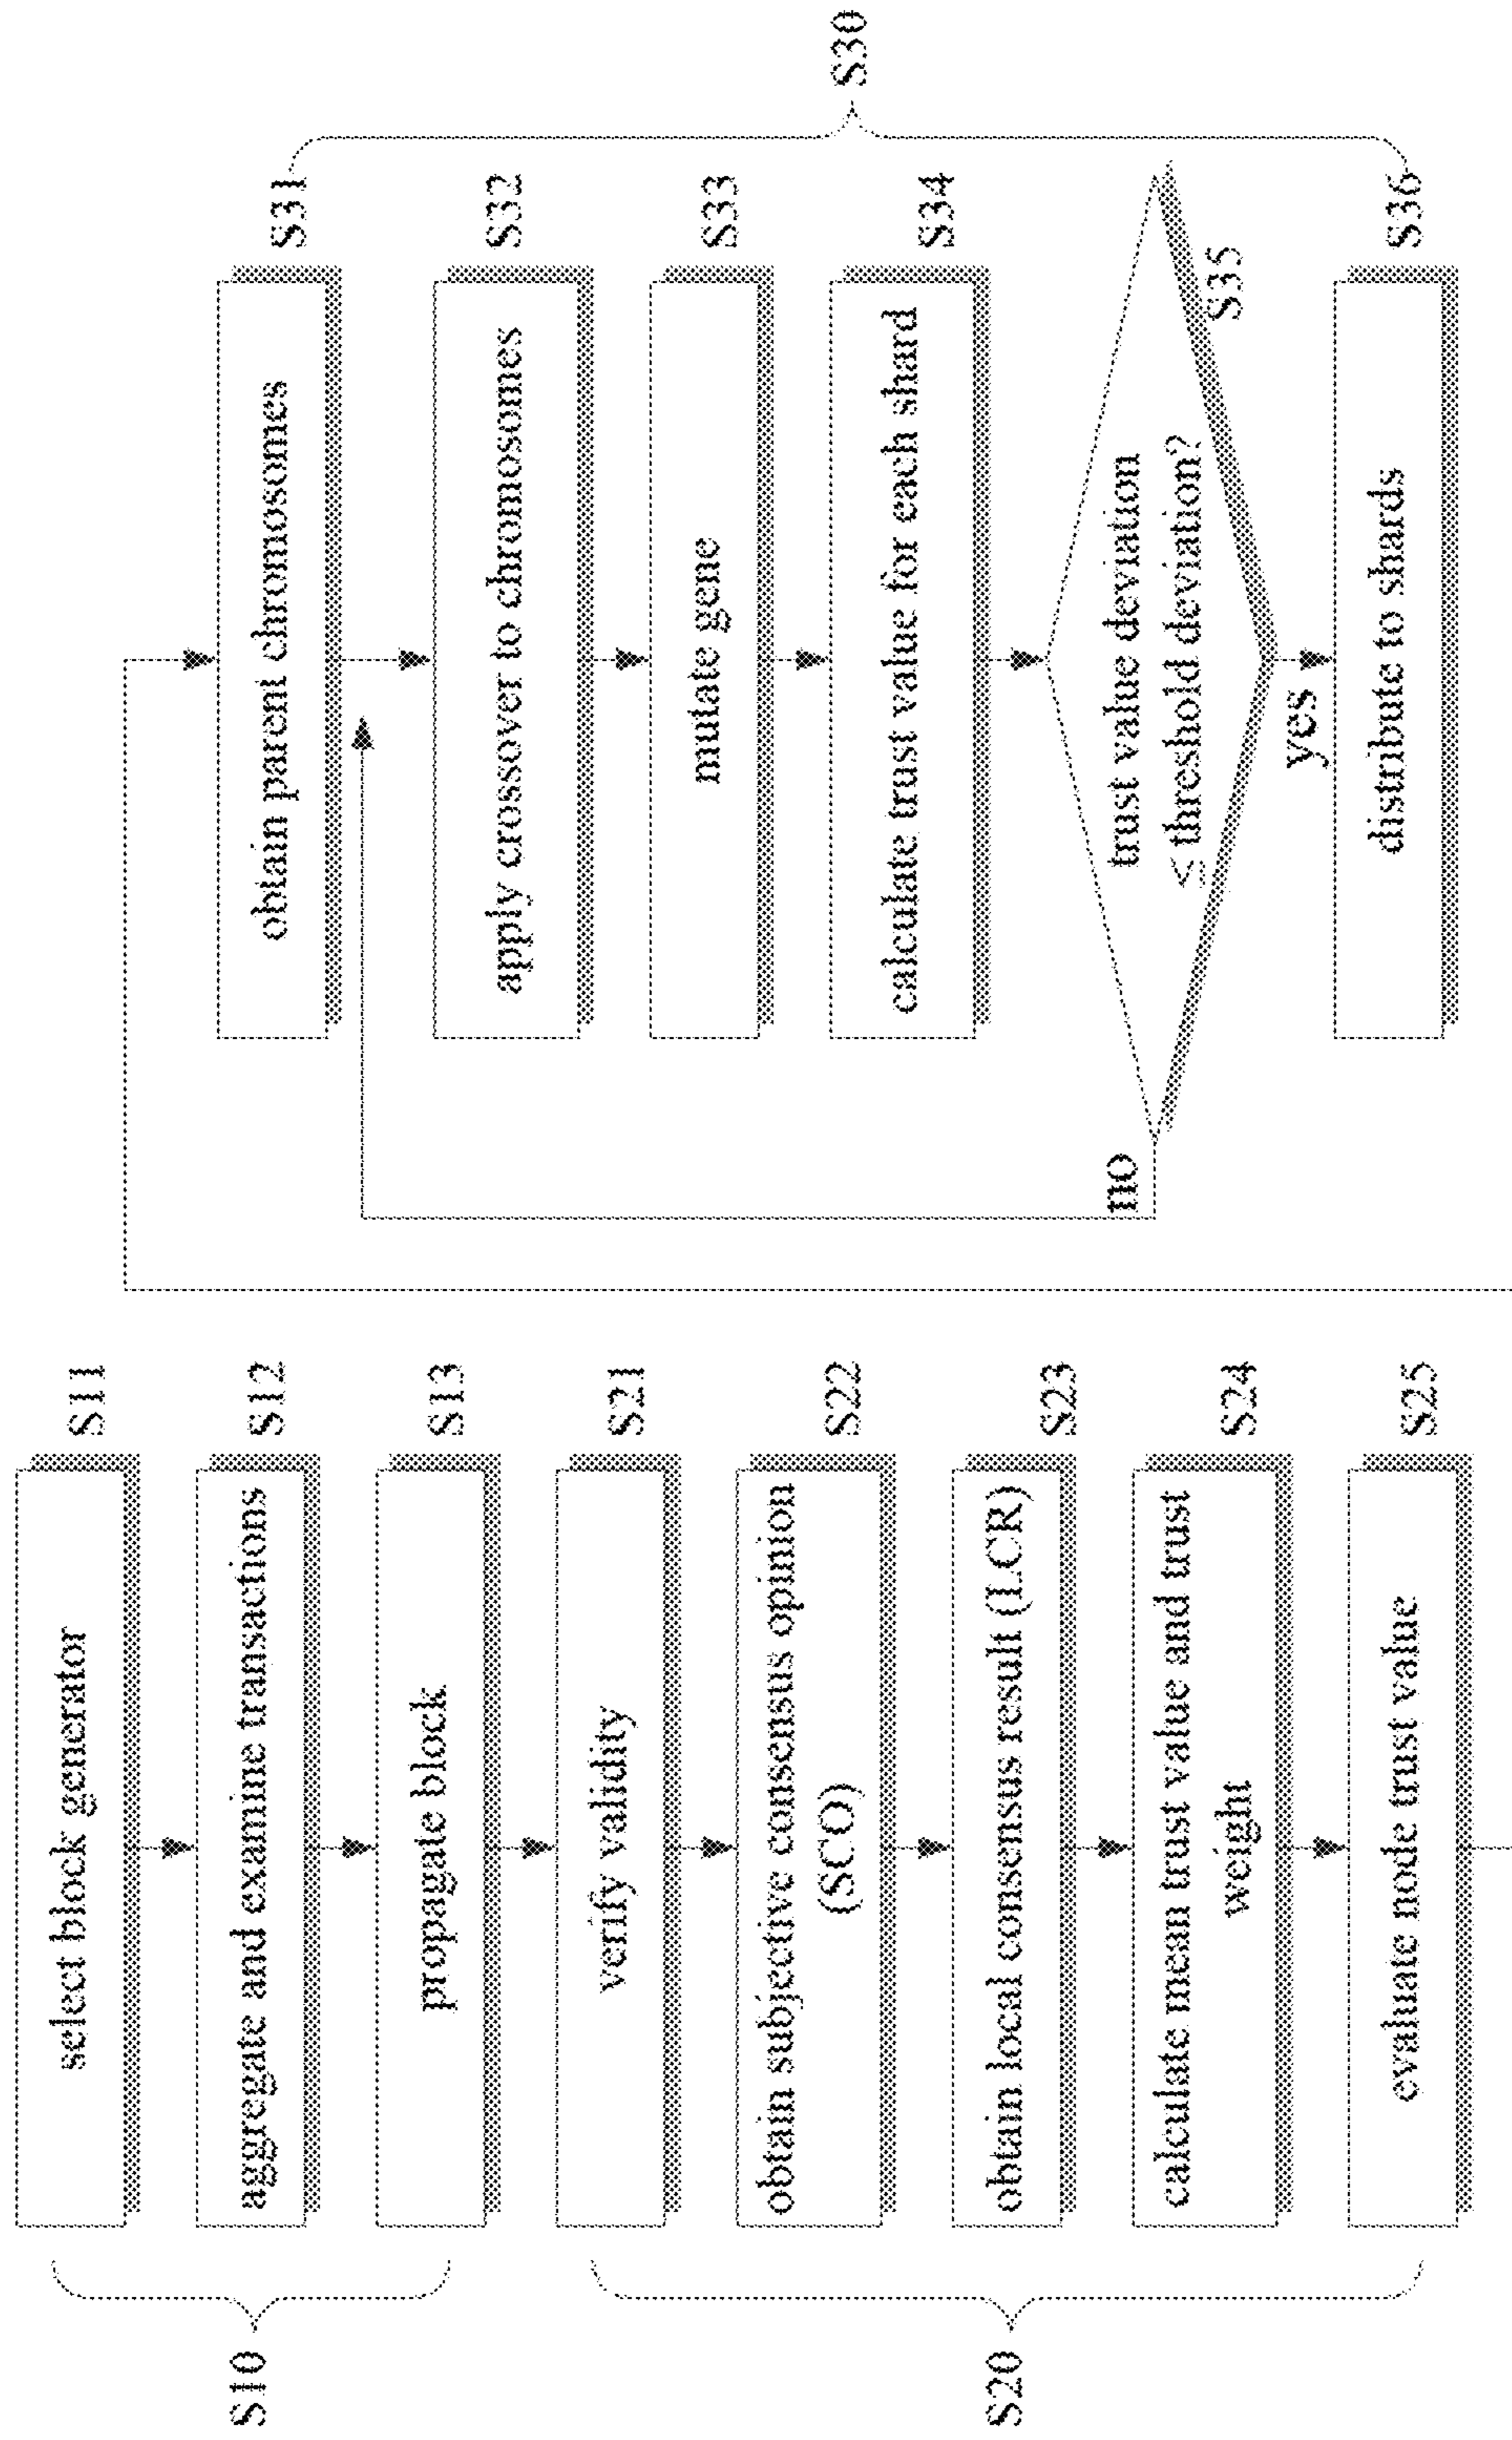 S10
select block generator
S11
aggregate and examine transactions
S12
propagate block
S13
S20
verify validity
S21
obtain subjective consensus opinion
(SCO)
S22
obtain local consensus result (LCR)
S23
calculate mean trust value and trust
weight
S24
evaluate node trust value
S25
obtain parent chromosomes
S31
apply crossover to chromosomes
S32
mutate gene
S33
calculate trust value for each shard
S34
trust value deviation
≤ threshold deviation?
S35
no
yes
distribute to shards
S36
S30